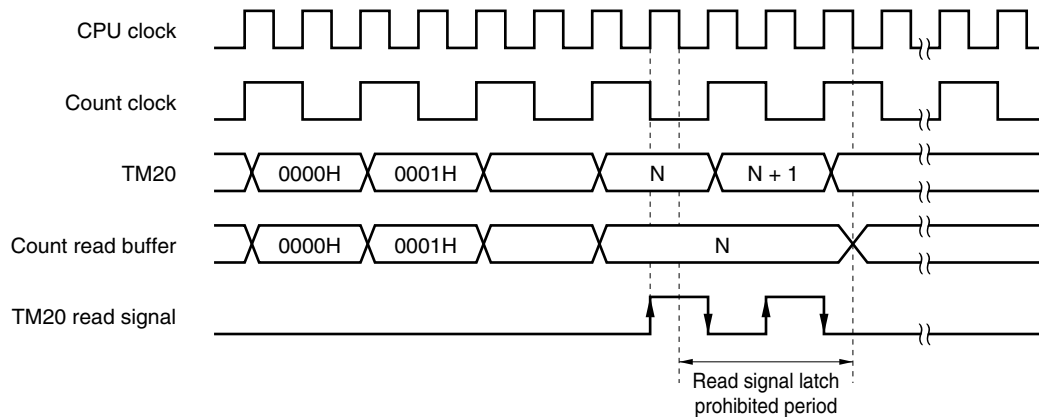 CPU clock
Count clock
TM20
0000H
0001H
N
N + 1
Count read buffer
0000H
0001H
N
TM20 read signal
Read signal latch
prohibited period